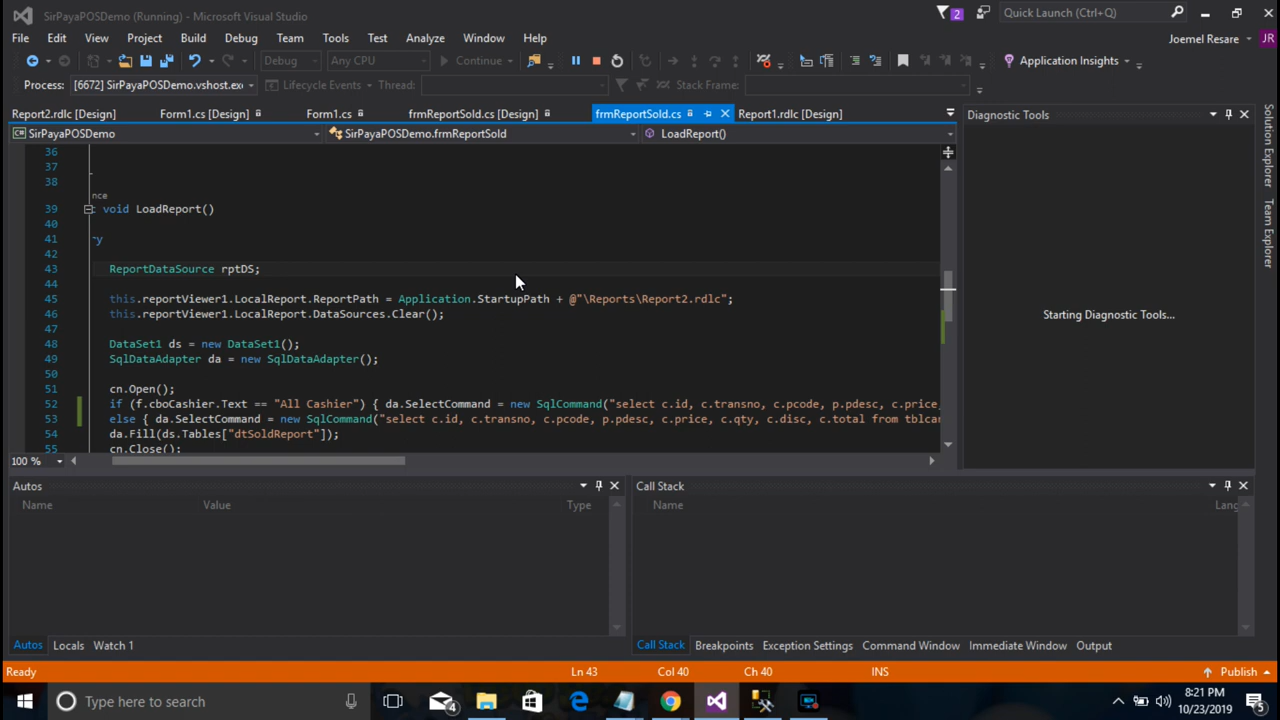 SirPayaPOSDemo (Running) - Microsoft Visual Studio
2
Quick Launch (Ctrl+Q)
File Edit View Project Build Debug Team Tools Test Analyze Window Help
Joemel Resare JR
Debug Any CPU Continue Application Insights
Process: [6672] SirPayaPOSDemo.vshost.exe Lifecycle Events Thread: Stack Frame:
Report2.rdlc [Design] Form1.cs [Design] Form1.cs frmReportSold.cs [Design] frmReportSold.cs Report1.rdlc [Design]
Diagnostic Tools
SirPayaPOSDemo SirPayaPOSDemo.frmReportSold LoadReport()
36
37
38
nce
39 void LoadReport()
40
41 y
42
43 ReportDataSource rptDS;
44
45 this.reportViewer1.LocalReport.ReportPath = Application.StartupPath + @"\Reports\Report2.rdlc";
46 this.reportViewer1.LocalReport.DataSources.Clear();
47
48 DataSet1 ds = new DataSet1();
49 SqlDataAdapter da = new SqlDataAdapter();
50
51 cn.Open();
52 if (f.cboCashier.Text == "All Cashier") { da.SelectCommand = new SqlCommand("select c.id, c.transno, c.pcode, p.pdesc, c.price,
53 else { da.SelectCommand = new SqlCommand("select c.id, c.transno, c.pcode, p.pdesc, c.price, c.qty, c.disc, c.total from tblcar
54 da.Fill(ds.Tables["dtSoldReport"]);
55 cn.Close();
100 %
Starting Diagnostic Tools...
Solution Explorer
Team Explorer
Autos
Name Value Type
Call Stack
Name Lang
Autos Locals Watch 1
Call Stack Breakpoints Exception Settings Command Window Immediate Window Output
Ready Ln 43 Col 40 Ch 40 INS Publish
Type here to search
4
8:21 PM
10/23/2019
5